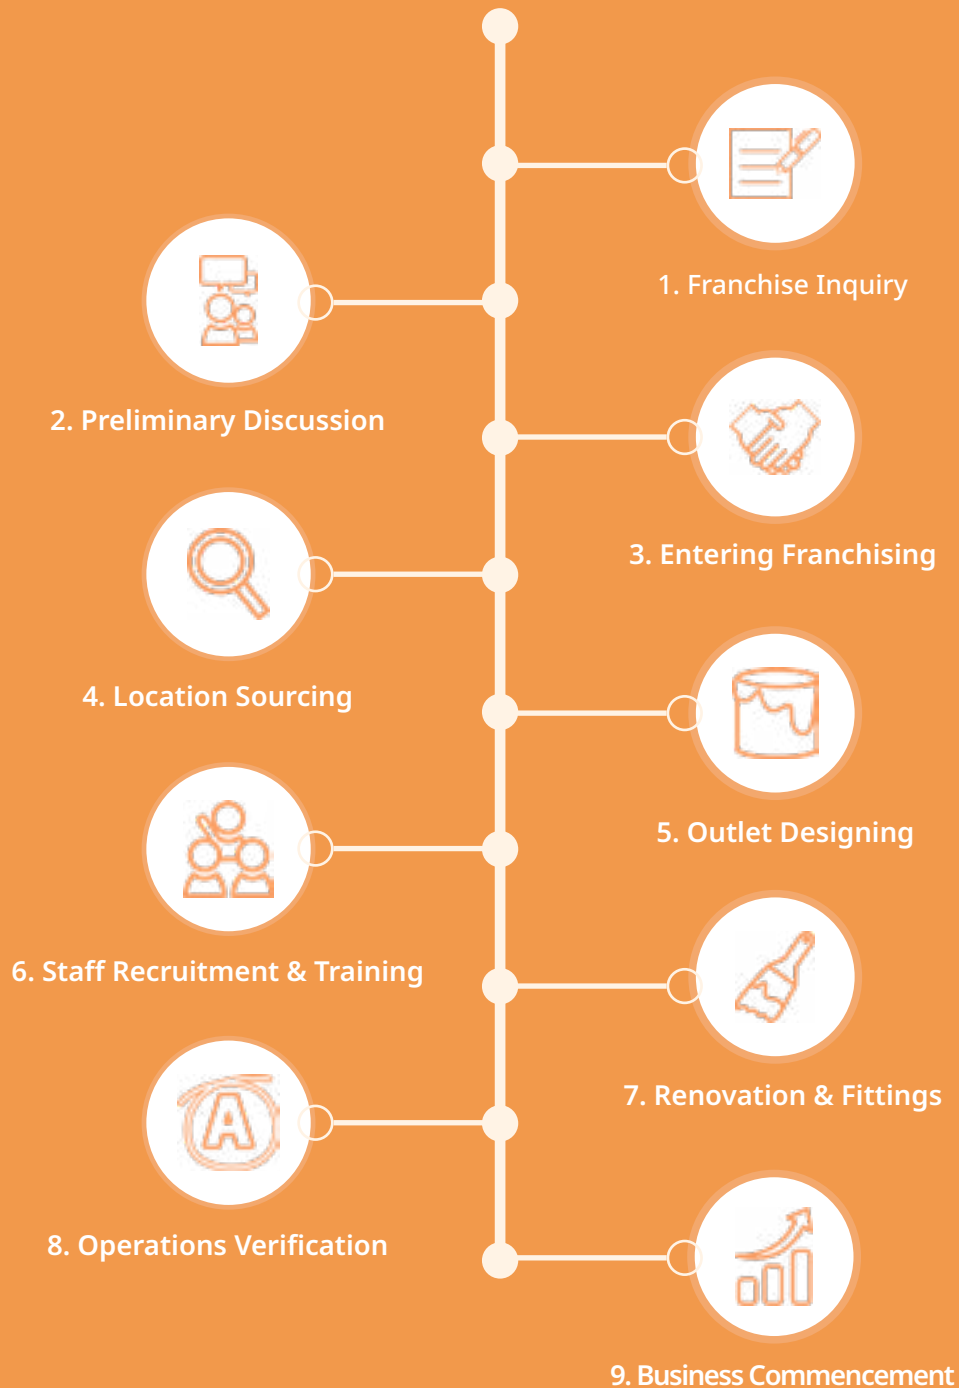 1. Franchise Inquiry
2. Preliminary Discussion
3. Entering Franchising
4. Location Sourcing
5. Outlet Designing
6. Staff Recruitment & Training
7. Renovation & Fittings
8. Operations Verification
9. Business Commencement
A